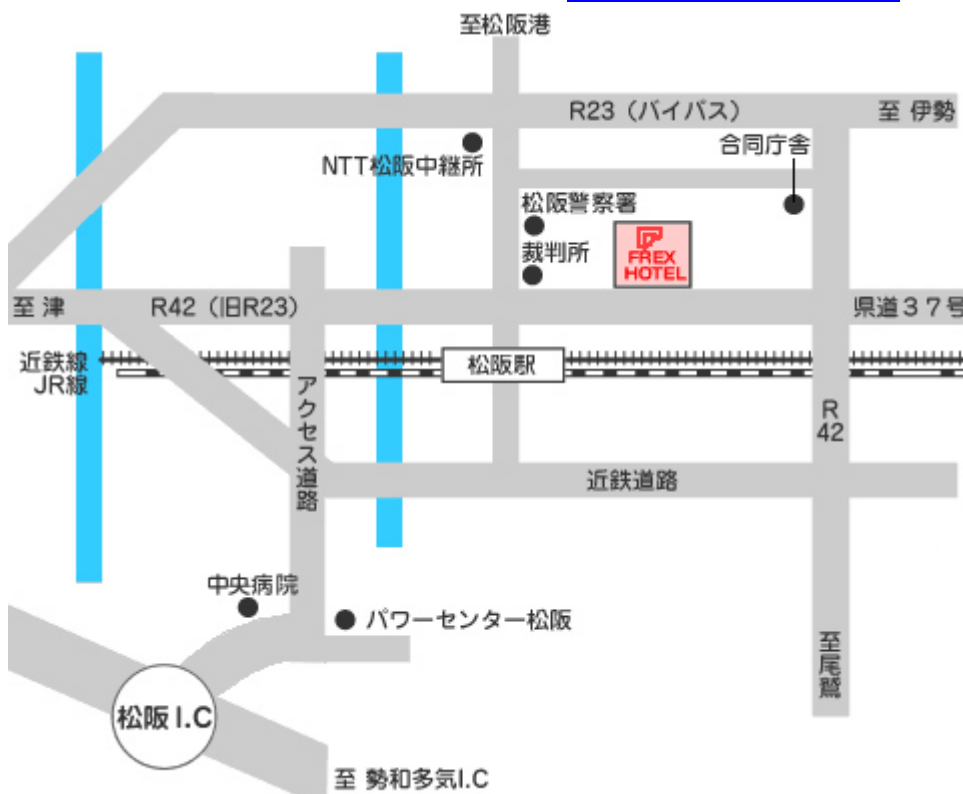 至松阪港
R23（バイパス）
至 伊勢
合同庁舎
NTT松阪中継所
松阪警察署
裁判所
FREX
HOTEL
至 津
R42（旧R23）
県道３７号
近鉄線
JR線
松阪駅
アクセス道路
R
42
近鉄道路
中央病院
パワーセンター松阪
至尾鷲
松阪 I.C
至 勢和多気I.C